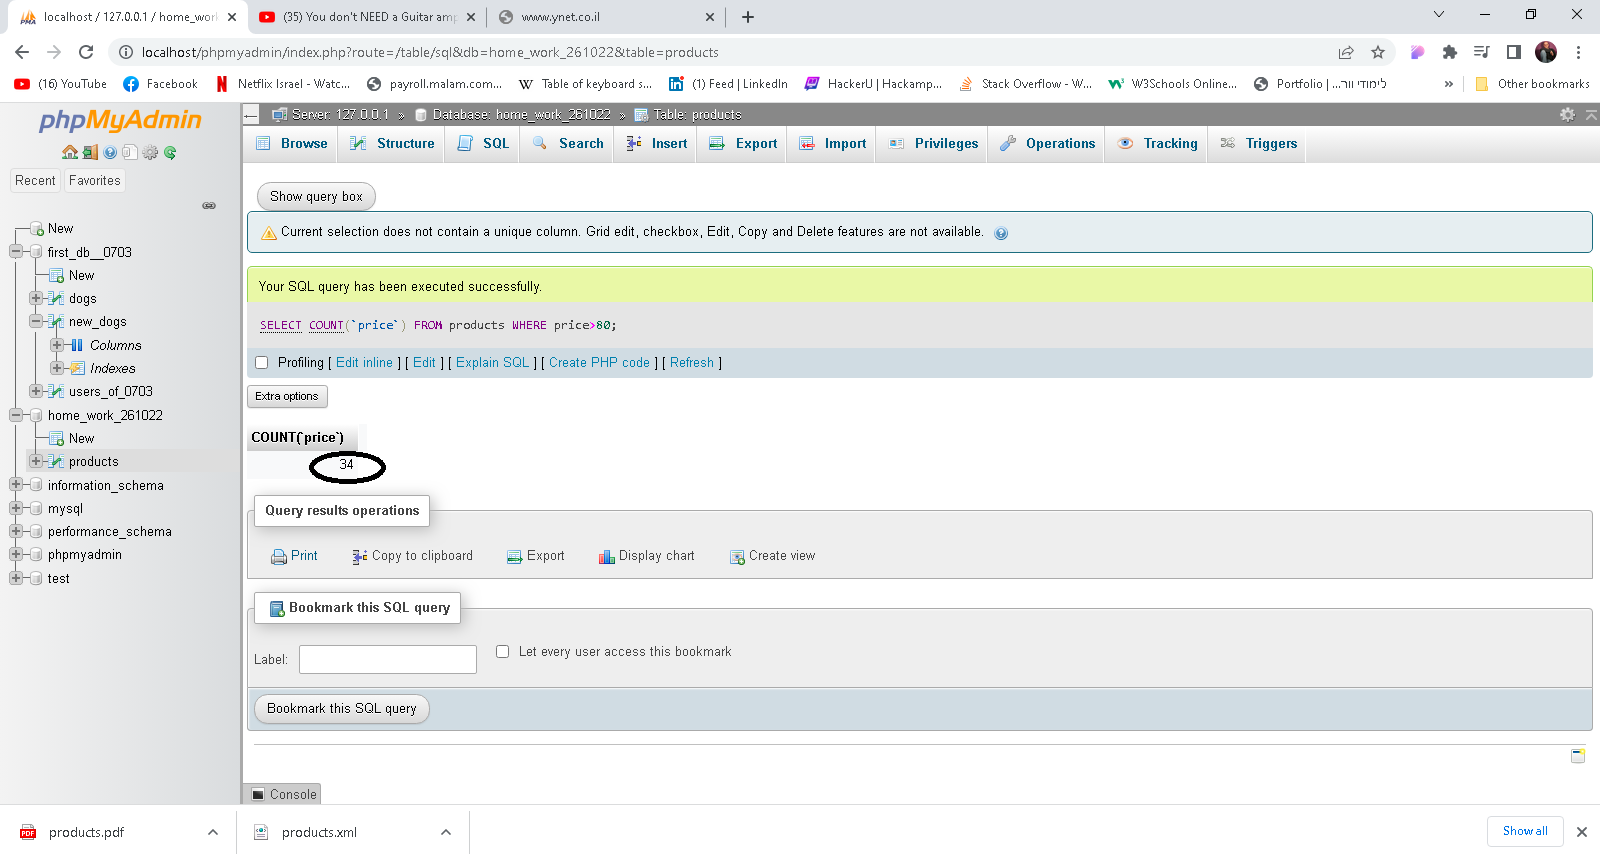 localhost / 127.0.0.1 / home_work
(35) You don't NEED a Guitar amp
www.ynet.co.il
localhost/phpmyadmin/index.php?route=/table/sql&db=home_work_261022&table=products
(16) YouTube
Facebook
Netflix Israel - Watc...
payroll.malam.com...
Table of keyboard s...
(1) Feed | LinkedIn
HackerU | Hackamp...
Stack Overflow - W...
W3Schools Online...
Portfolio | ...לימודי וור
»
Other bookmarks
phpMyAdmin
Recent
Favorites
New
first_db__0703
New
dogs
new_dogs
Columns
Indexes
users_of_0703
home_work_261022
New
products
information_schema
mysql
performance_schema
phpmyadmin
test
Server: 127.0.0.1 » Database: home_work_261022 » Table: products
Browse
Structure
SQL
Search
Insert
Export
Import
Privileges
Operations
Tracking
Triggers
Show query box
Current selection does not contain a unique column. Grid edit, checkbox, Edit, Copy and Delete features are not available.
Your SQL query has been executed successfully.
SELECT COUNT(`price`) FROM products WHERE price>80;
Profiling [ Edit inline ] [ Edit ] [ Explain SQL ] [ Create PHP code ] [ Refresh ]
Extra options
COUNT(`price`)
34
Query results operations
Print
Copy to clipboard
Export
Display chart
Create view
Bookmark this SQL query
Label:
Let every user access this bookmark
Bookmark this SQL query
Console
products.pdf
products.xml
Show all